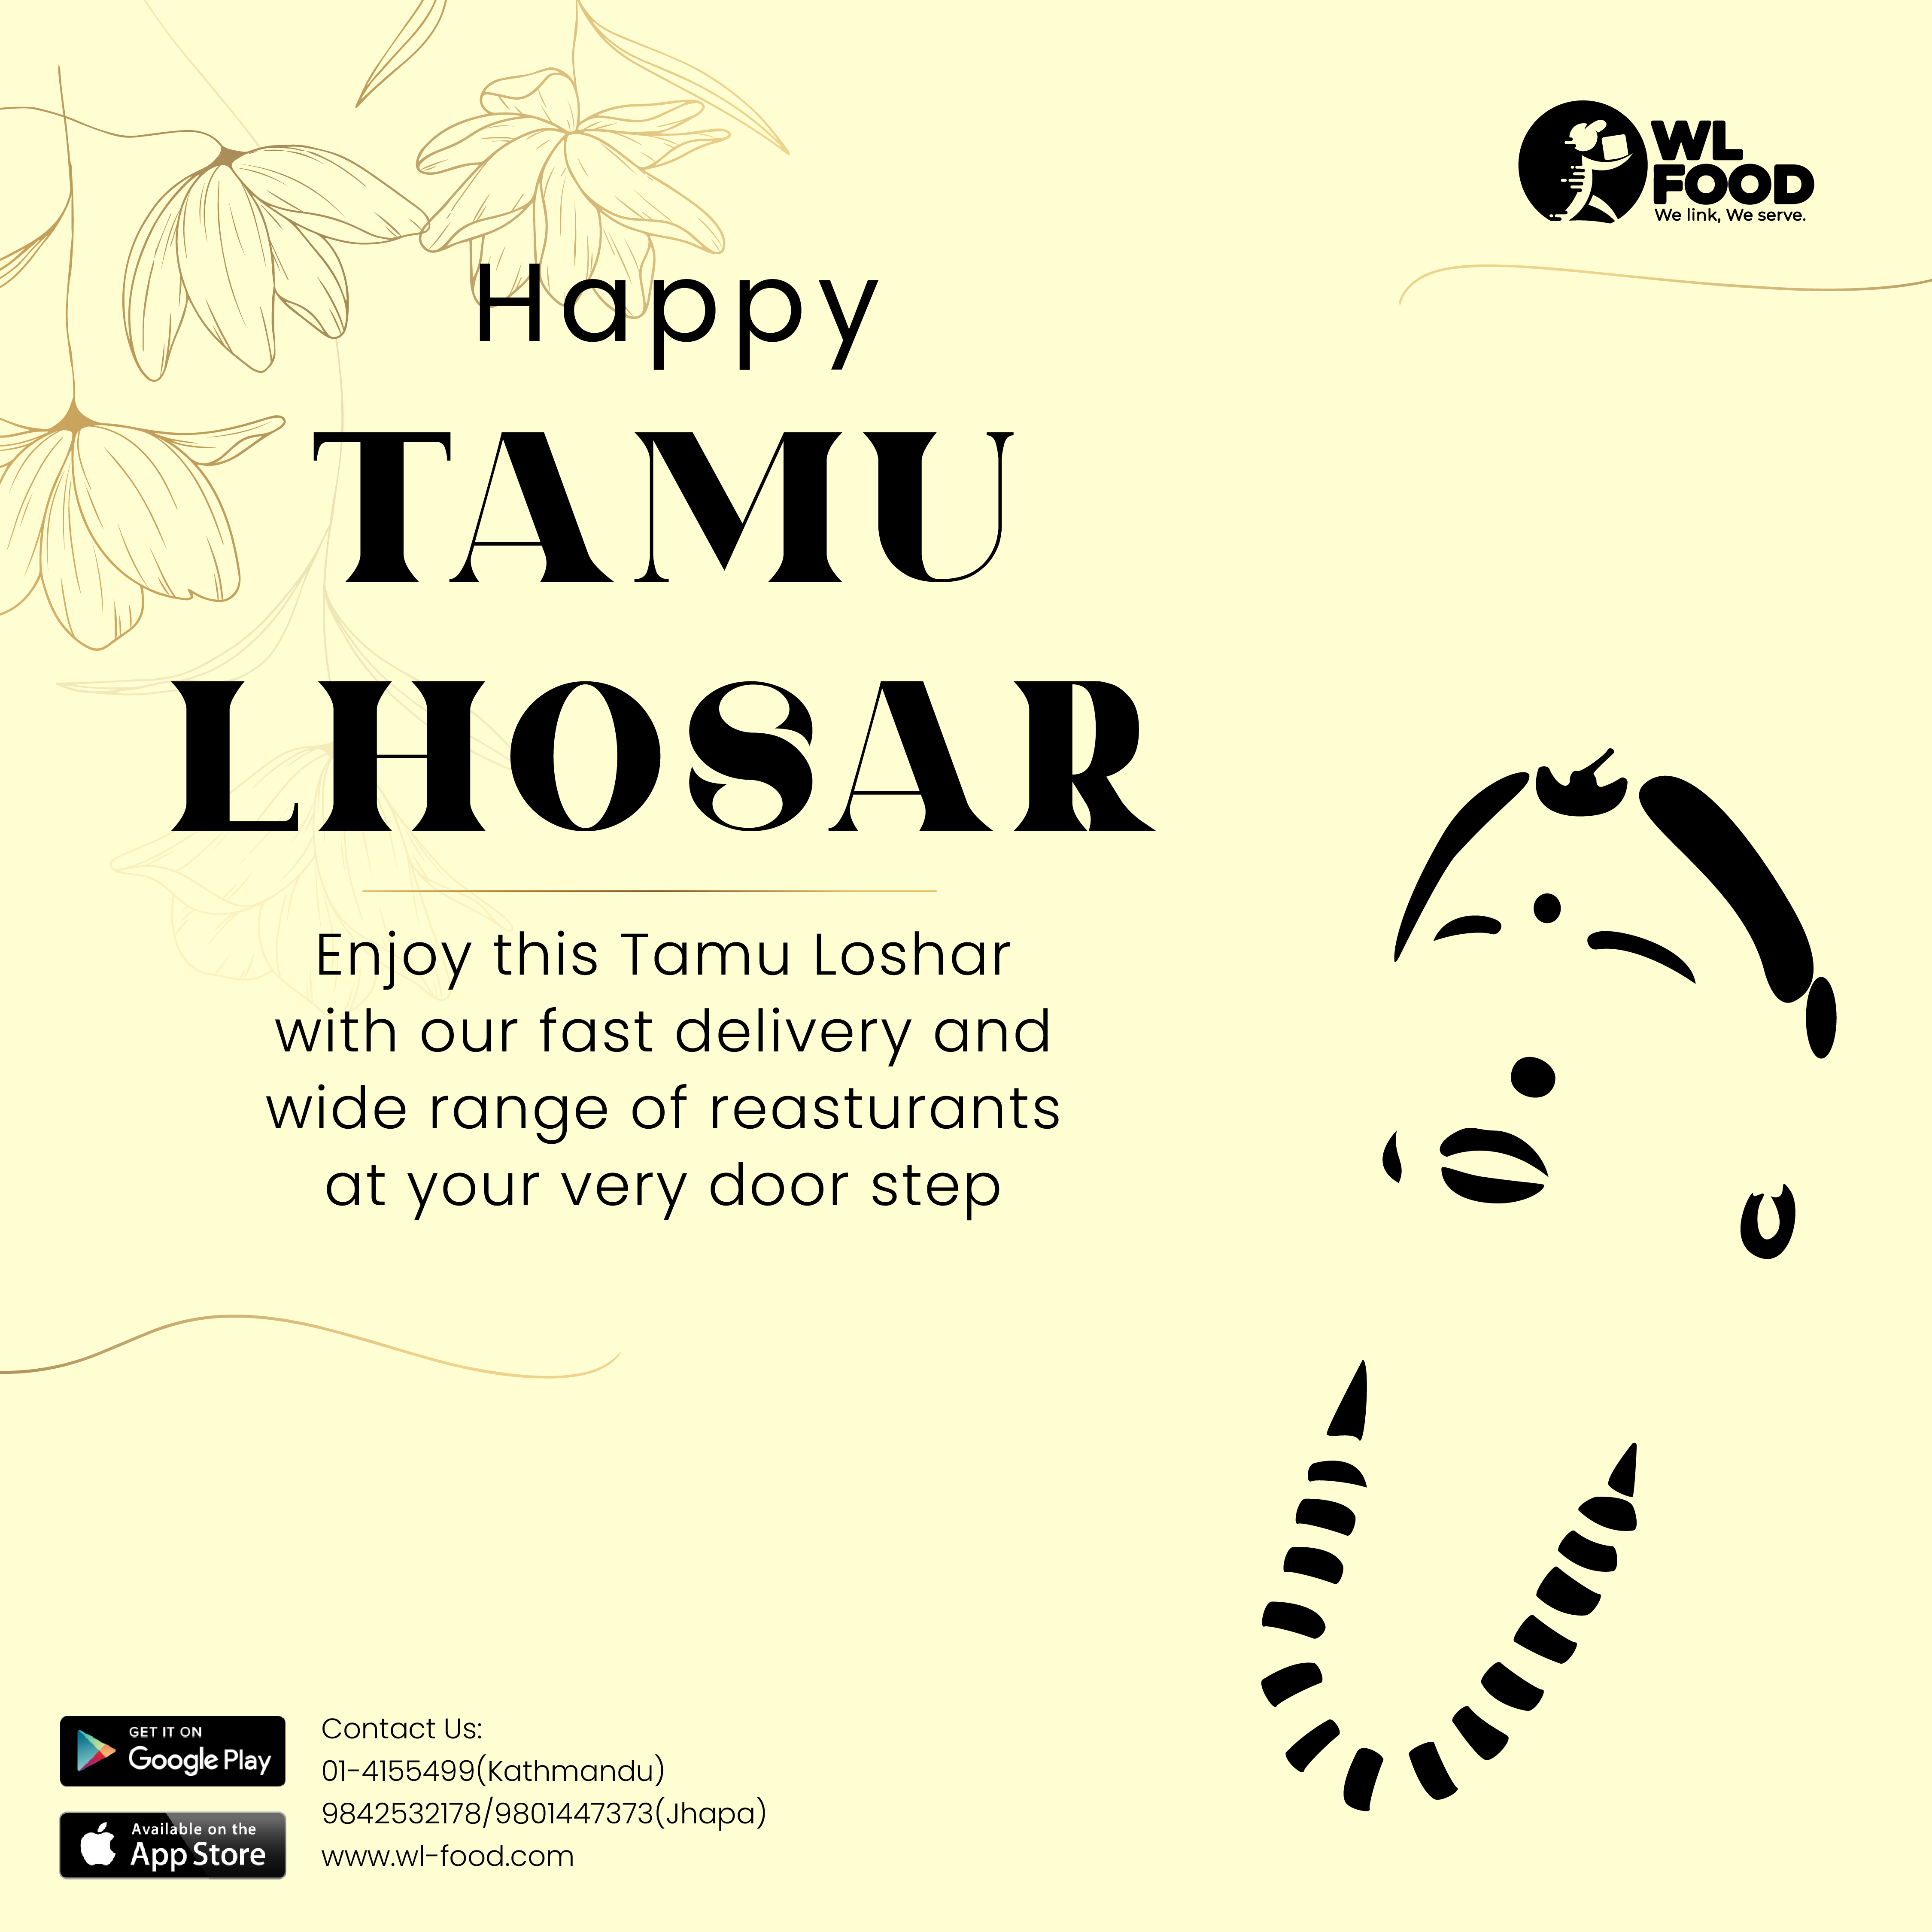 WL
FOOD
We link, We serve.
Happy
TAMU
LHOSAR
Enjoy this Tamu Loshar
with our fast delivery and
wide range of reasturants
at your very door step
GET IT ON
Google Play
Available on the
App Store
Contact Us:
01-4155499(Kathmandu)
9842532178/9801447373(Jhapa)
www.wl-food.com